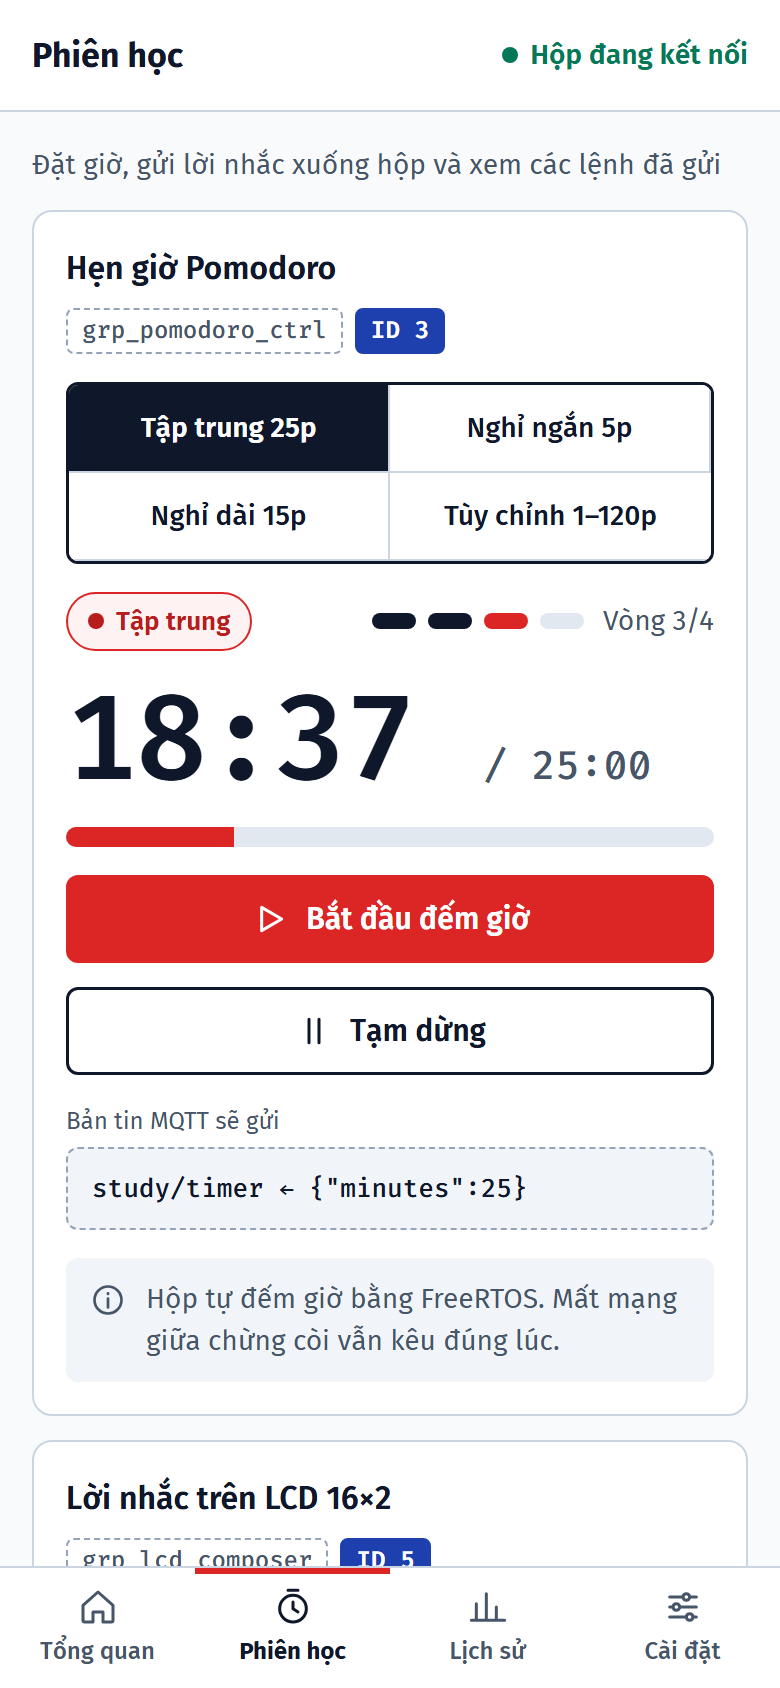 Phiên học
Hộp đang kết nối
Đặt giờ, gửi lời nhắc xuống hộp và xem các lệnh đã gửi
Hẹn giờ Pomodoro
grp_pomodoro_ctrl
ID 3
Tập trung 25p
Nghỉ ngắn 5p
Nghỉ dài 15p
Tùy chỉnh 1–120p
Tập trung
Vòng 3/4
18:37 / 25:00
Bắt đầu đếm giờ
Tạm dừng
Bản tin MQTT sẽ gửi
study/timer ← {"minutes":25}
Hộp tự đếm giờ bằng FreeRTOS. Mất mạng
giữa chừng còi vẫn kêu đúng lúc.
Lời nhắc trên LCD 16×2
grp_lcd_composer
ID 5
Tổng quan
Phiên học
Lịch sử
Cài đặt